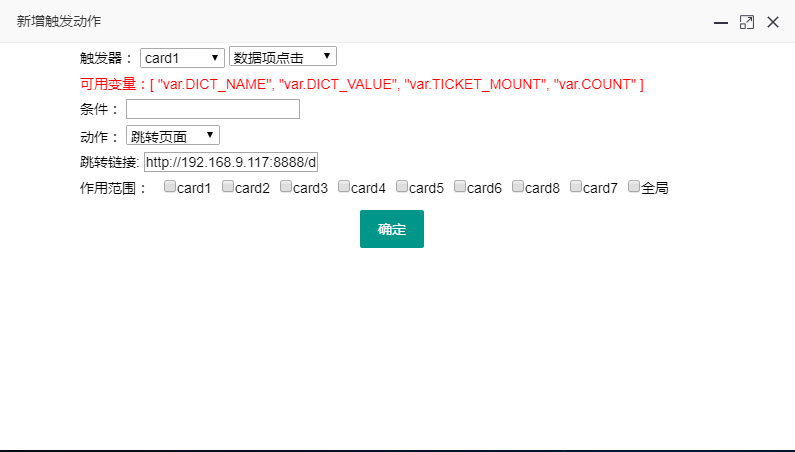 新增触发动作
触发器： card1 数据项点击
可用变量：[ "var.DICT_NAME", "var.DICT_VALUE", "var.TICKET_MOUNT", "var.COUNT" ]
条件：
动作： 跳转页面
跳转链接: http://192.168.9.117:8888/d
作用范围： card1 card2 card3 card4 card5 card6 card8 card7 全局
确定